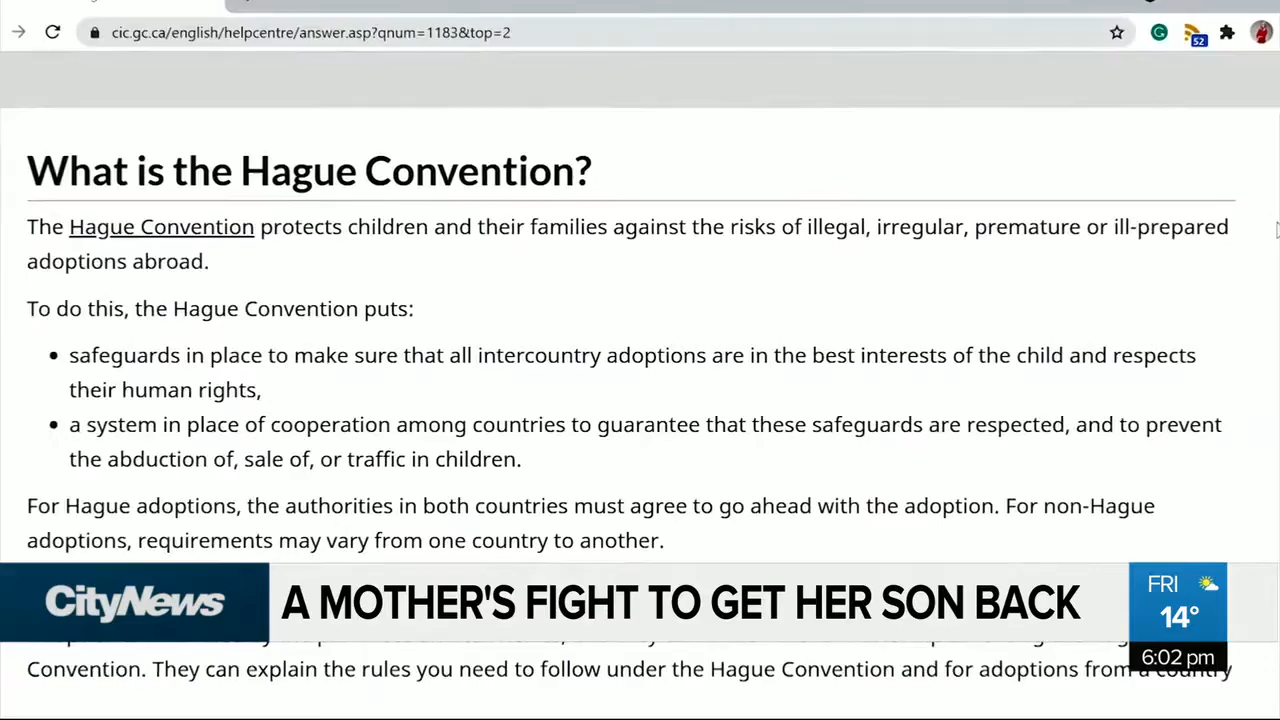 cic.gc.ca/english/helpcentre/answer.asp?qnum=1183&top=2
52
What is the Hague Convention?
The Hague Convention protects children and their families against the risks of illegal, irregular, premature or ill-prepared
adoptions abroad.
To do this, the Hague Convention puts:
• safeguards in place to make sure that all intercountry adoptions are in the best interests of the child and respects
their human rights,
• a system in place of cooperation among countries to guarantee that these safeguards are respected, and to prevent
the abduction of, sale of, or traffic in children.
For Hague adoptions, the authorities in both countries must agree to go ahead with the adoption. For non-Hague
adoptions, requirements may vary from one country to another.
CityNews
A MOTHER'S FIGHT TO GET HER SON BACK
FRI
14°
6:02 pm
Convention. They can explain the rules you need to follow under the Hague Convention and for adoptions from a country